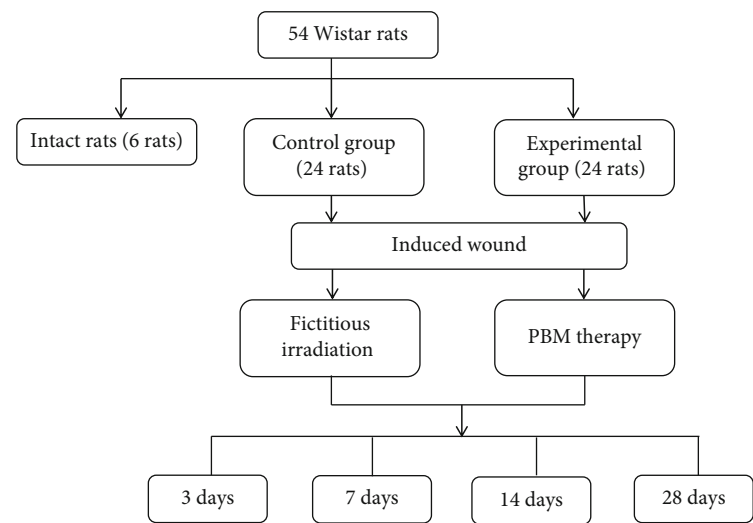 54 Wistar rats
Intact rats (6 rats)
Control group
(24 rats)
Experimental
group (24 rats)
Induced wound
Fictitious
irradiation
PBM therapy
3 days
7 days
14 days
28 days